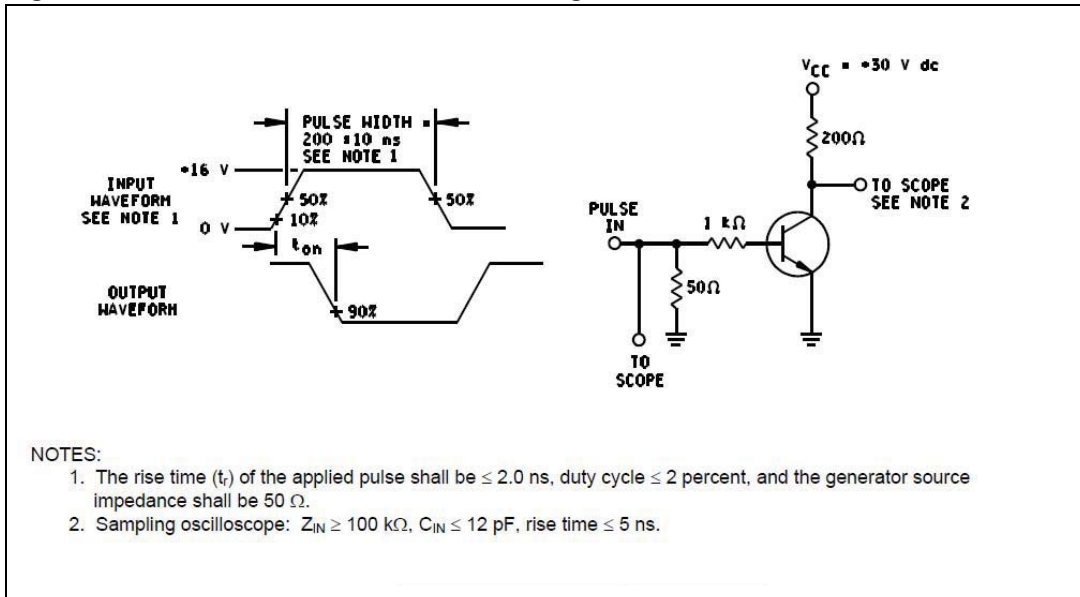 V_CC = +30 V dc
200Ω
TO SCOPE
SEE NOTE 2
PULSE WIDTH =
200 ±10 ns
SEE NOTE 1
+16 V
INPUT
WAVEFORM
SEE NOTE 1
50%
50%
10%
0 V
t_on
OUTPUT
WAVEFORM
90%
PULSE
IN
1 kΩ
50Ω
TO
SCOPE
NOTES:
1. The rise time (t_r) of the applied pulse shall be ≤ 2.0 ns, duty cycle ≤ 2 percent, and the generator source
impedance shall be 50 Ω.
2. Sampling oscilloscope: Z_IN ≥ 100 kΩ, C_IN ≤ 12 pF, rise time ≤ 5 ns.